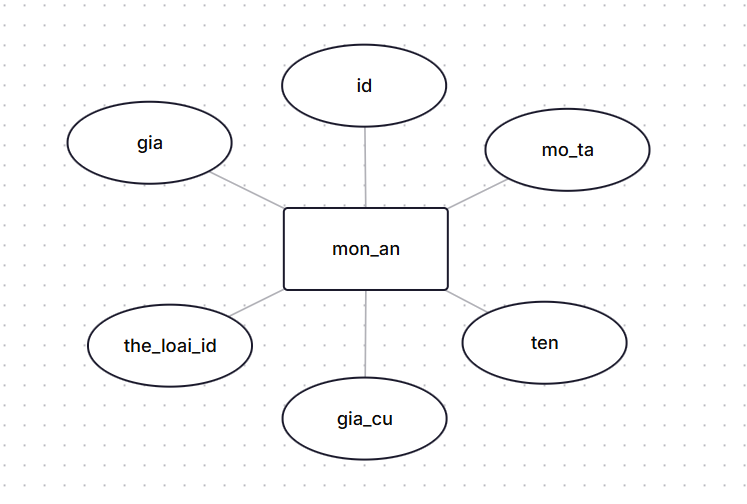 id
gia
mo_ta
mon_an
the_loai_id
ten
gia_cu